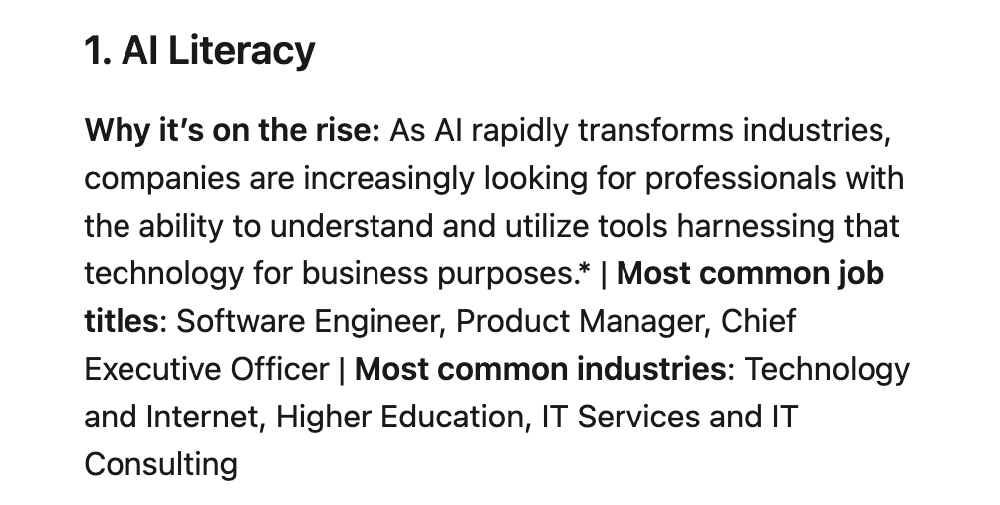 1. AI Literacy
Why it’s on the rise: As AI rapidly transforms industries,
companies are increasingly looking for professionals with
the ability to understand and utilize tools harnessing that
technology for business purposes.* | Most common job
titles: Software Engineer, Product Manager, Chief
Executive Officer | Most common industries: Technology
and Internet, Higher Education, IT Services and IT
Consulting